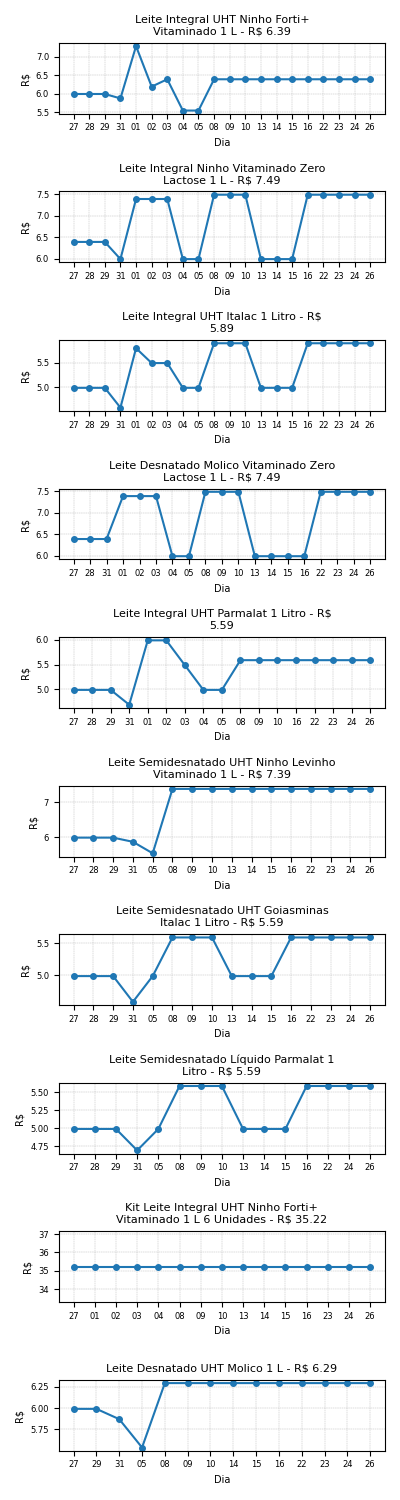 Leite Integral UHT Ninho Forti+
Vitaminado 1 L - R$ 6.39
7.0
6.5
6.0
5.5
R$
27 28 29 31 01 02 03 04 05 08 09 10 13 14 15 16 22 23 24 26
Dia
Leite Integral Ninho Vitaminado Zero
Lactose 1 L - R$ 7.49
7.5
7.0
6.5
6.0
R$
27 28 29 31 01 02 03 04 05 08 09 10 13 14 15 16 22 23 24 26
Dia
Leite Integral UHT Italac 1 Litro - R$
5.89
5.5
5.0
R$
27 28 29 31 01 02 03 04 05 08 09 10 13 14 15 16 22 23 24 26
Dia
Leite Desnatado Molico Vitaminado Zero
Lactose 1 L - R$ 7.49
7.5
7.0
6.5
6.0
R$
27 28 31 01 02 03 04 05 08 09 10 13 14 15 16 22 23 24 26
Dia
Leite Integral UHT Parmalat 1 Litro - R$
5.59
6.0
5.5
5.0
R$
27 28 29 31 01 02 03 04 05 08 09 10 16 22 23 24 26
Dia
Leite Semidesnatado UHT Ninho Levinho
Vitaminado 1 L - R$ 7.39
7
6
R$
27 28 29 31 05 08 09 10 13 14 15 16 22 23 24 26
Dia
Leite Semidesnatado UHT Goiasminas
Italac 1 Litro - R$ 5.59
5.5
5.0
R$
27 28 29 31 05 08 09 10 13 14 15 16 22 23 24 26
Dia
Leite Semidesnatado Líquido Parmalat 1
Litro - R$ 5.59
5.50
5.25
5.00
4.75
R$
27 28 29 31 05 08 09 10 13 14 15 16 22 24 26
Dia
Kit Leite Integral UHT Ninho Forti+
Vitaminado 1 L 6 Unidades - R$ 35.22
37
36
35
34
R$
27 01 02 03 04 08 09 10 13 14 15 16 23 24 26
Dia
Leite Desnatado UHT Molico 1 L - R$ 6.29
6.25
6.00
5.75
R$
27 29 31 05 08 09 10 14 15 16 22 23 24 26
Dia